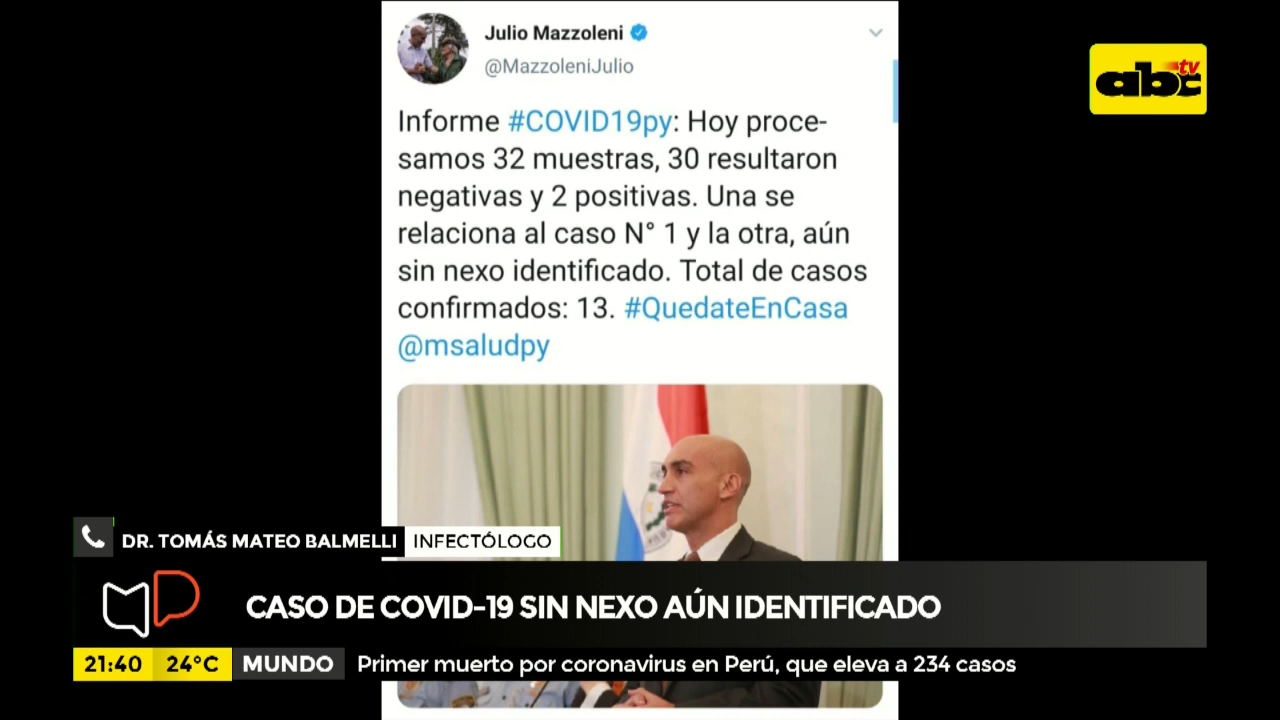 Julio Mazzoleni
@MazzoleniJulio
abc tv
Informe #COVID19py: Hoy proce-
samos 32 muestras, 30 resultaron
negativas y 2 positivas. Una se
relaciona al caso N° 1 y la otra, aún
sin nexo identificado. Total de casos
confirmados: 13. #QuedateEnCasa
@msaludpy
DR. TOMÁS MATEO BALMELLI INFECTÓLOGO
CASO DE COVID-19 SIN NEXO AÚN IDENTIFICADO
21:40 24°C MUNDO Primer muerto por coronavirus en Perú, que eleva a 234 casos